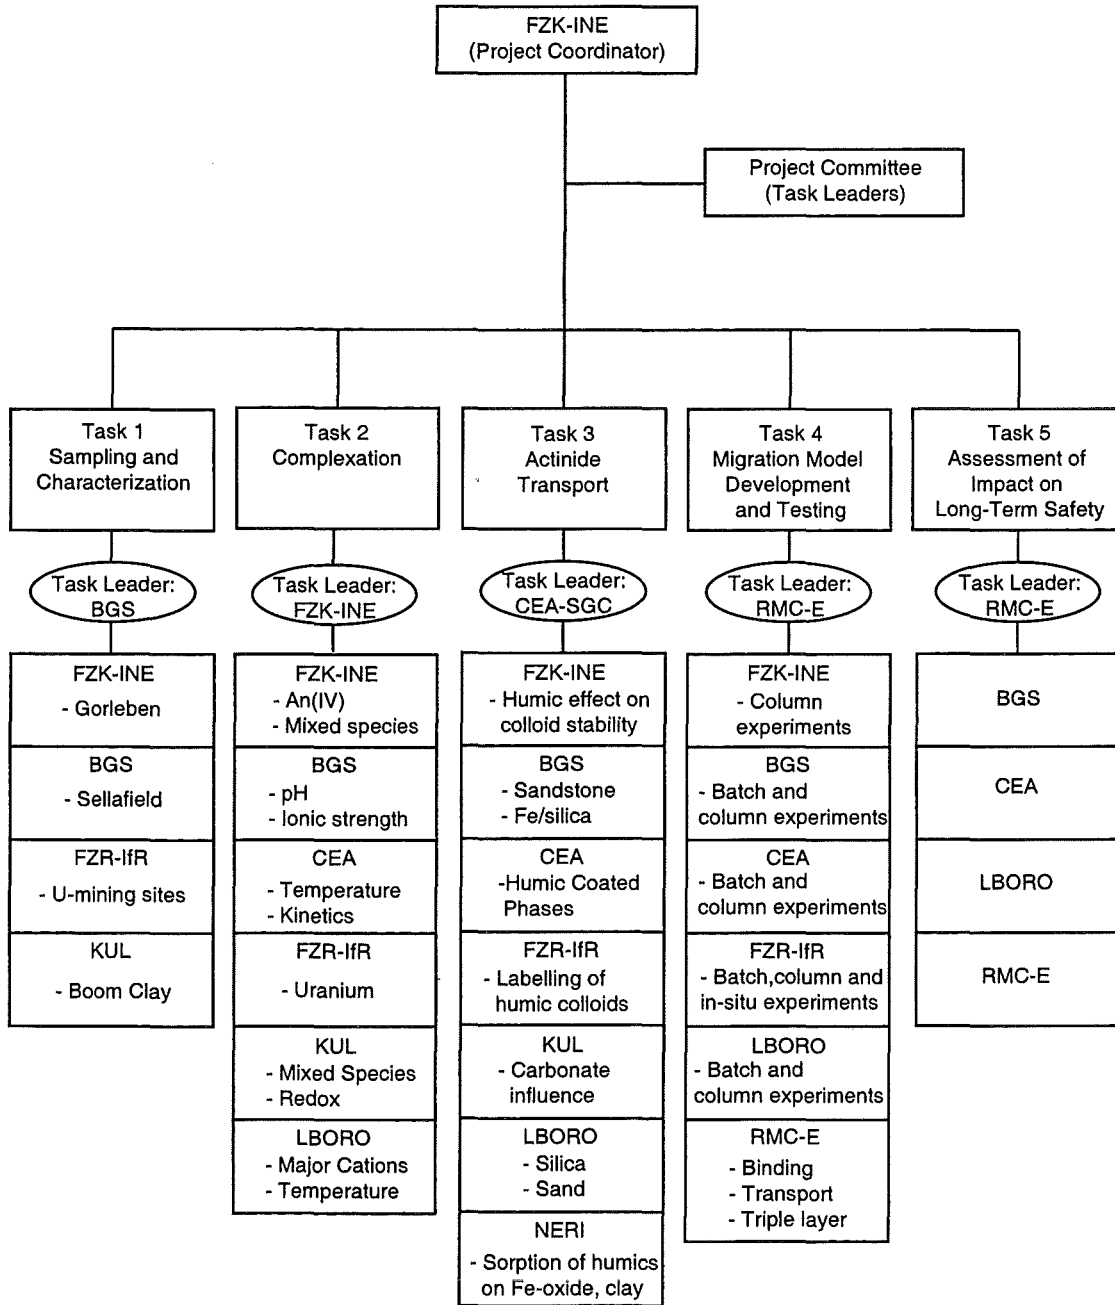 FZK-INE
(Project Coordinator)
Project Committee
(Task Leaders)
Task 1
Sampling and
Characterization
Task Leader:
BGS
FZK-INE
- Gorleben
BGS
- Sellafield
FZR-IfR
- U-mining sites
KUL
- Boom Clay
Task 2
Complexation
Task Leader:
FZK-INE
FZK-INE
- An(IV)
- Mixed species
BGS
- pH
- Ionic strength
CEA
- Temperature
- Kinetics
FZR-IfR
- Uranium
KUL
- Mixed Species
- Redox
LBORO
- Major Cations
- Temperature
Task 3
Actinide
Transport
Task Leader:
CEA-SGC
FZK-INE
- Humic effect on
colloid stability
BGS
- Sandstone
- Fe/silica
CEA
-Humic Coated
Phases
FZR-IfR
- Labelling of
humic colloids
KUL
- Carbonate
influence
LBORO
- Silica
- Sand
NERI
- Sorption of humics
on Fe-oxide, clay
Task 4
Migration Model
Development
and Testing
Task Leader:
RMC-E
FZK-INE
- Column
experiments
BGS
- Batch and
column experiments
CEA
- Batch and
column experiments
FZR-IfR
- Batch,column and
in-situ experiments
LBORO
- Batch and
column experiments
RMC-E
- Binding
- Transport
- Triple layer
Task 5
Assessment of
Impact on
Long-Term Safety
Task Leader:
RMC-E
BGS
CEA
LBORO
RMC-E